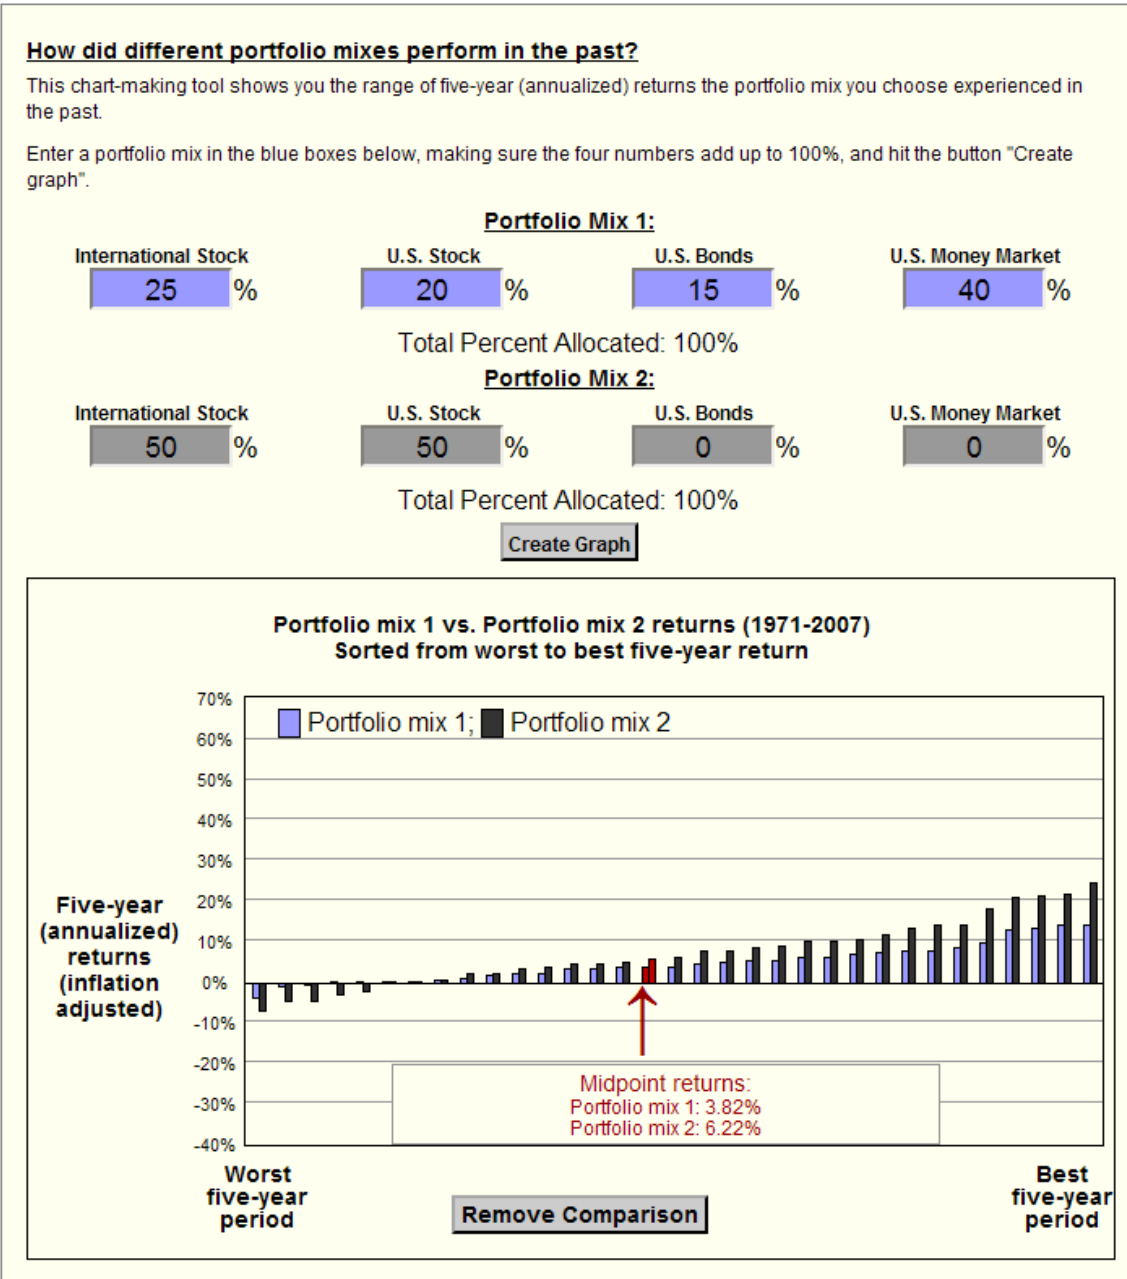 How did different portfolio mixes perform in the past?
This chart-making tool shows you the range of five-year (annualized) returns the portfolio mix you choose experienced in
the past.
Enter a portfolio mix in the blue boxes below, making sure the four numbers add up to 100%, and hit the button "Create
graph".
Portfolio Mix 1:
International Stock U.S. Stock U.S. Bonds U.S. Money Market
25 % 20 % 15 % 40 %
Total Percent Allocated: 100%
Portfolio Mix 2:
International Stock U.S. Stock U.S. Bonds U.S. Money Market
50 % 50 % 0 % 0 %
Total Percent Allocated: 100%
Create Graph
Portfolio mix 1 vs. Portfolio mix 2 returns (1971-2007)
Sorted from worst to best five-year return
Portfolio mix 1; Portfolio mix 2
70%
60%
50%
40%
30%
20%
10%
0%
-10%
-20%
-30%
-40%
Five-year
(annualized)
returns
(inflation
adjusted)
Midpoint returns:
Portfolio mix 1: 3.82%
Portfolio mix 2: 6.22%
Worst
five-year
period
Best
five-year
period
Remove Comparison